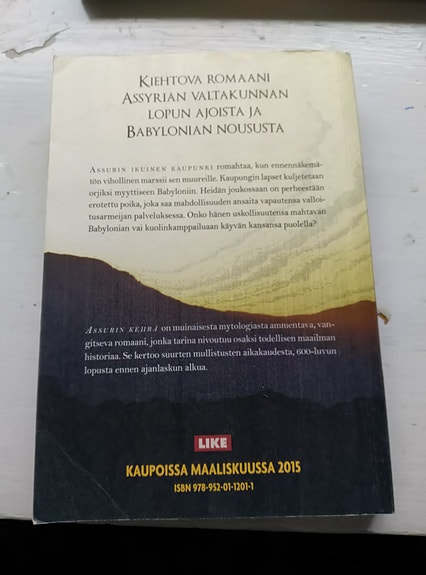 KIEHTOVA ROMAANI
ASSYRIAN VALTAKUNNAN
LOPUN AJOISTA JA
BABYLONIAN NOUSUSTA
ASSURIN IKUINEN KAUPUNKI romahtaa, kun ennennäkemä-
tön vihollinen marssii sen muureille. Kaupungin lapset kuljetetaan
orjiksi myyttiseen Babyloniin. Heidän joukossaan on perheestään
erotettu poika, joka saa mahdollisuuden ansaita vapautensa valloi-
tusarmeijan palveluksessa. Onko hänen uskollisuutensa mahtavan
Babylonian vai kuolinkamppailuaan käyvän kansansa puolella?
ASSURIN KEHRÄ on muinaisesta mytologiasta ammentava, van-
gitseva romaani, jonka tarina nivoutuu osaksi todellisen maailman
historiaa. Se kertoo suurten mullistusten aikakaudesta, 600-luvun
lopusta ennen ajanlaskun alkua.
LIKE
KAUPOISSA MAALISKUUSSA 2015
ISBN 978-952-01-1201-1